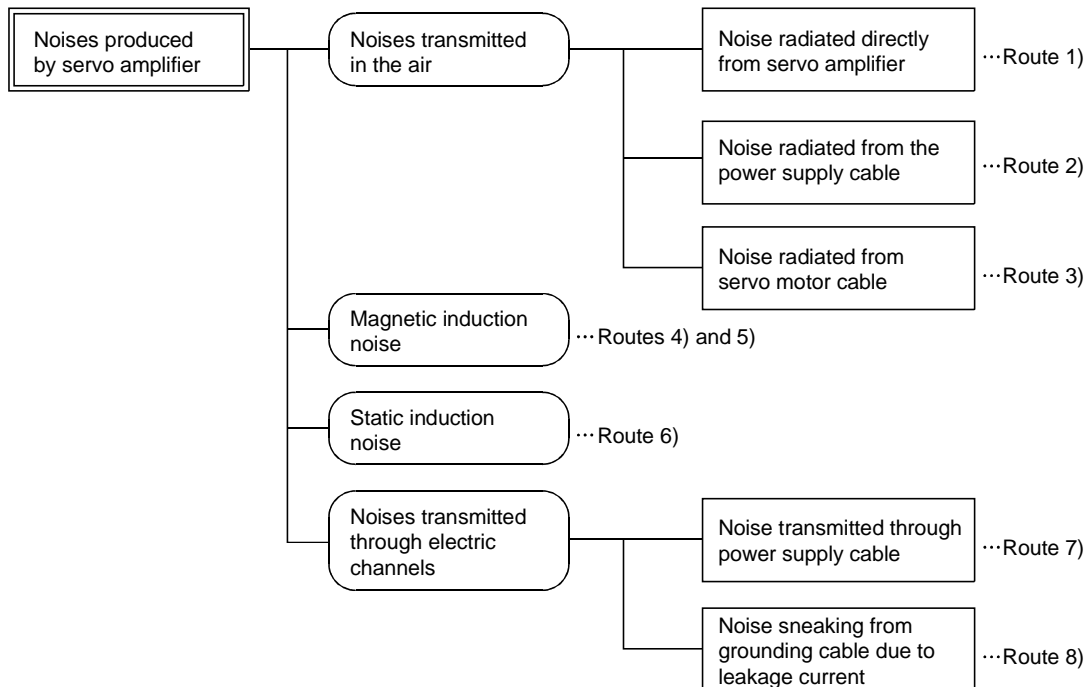 Noises produced
by servo amplifier
Noises transmitted
in the air
Noise radiated directly
from servo amplifier
…Route 1)
Noise radiated from the
power supply cable
…Route 2)
Noise radiated from
servo motor cable
…Route 3)
Magnetic induction
noise
…Routes 4) and 5)
Static induction
noise
…Route 6)
Noises transmitted
through electric
channels
Noise transmitted through
power supply cable
…Route 7)
Noise sneaking from
grounding cable due to
leakage current
…Route 8)